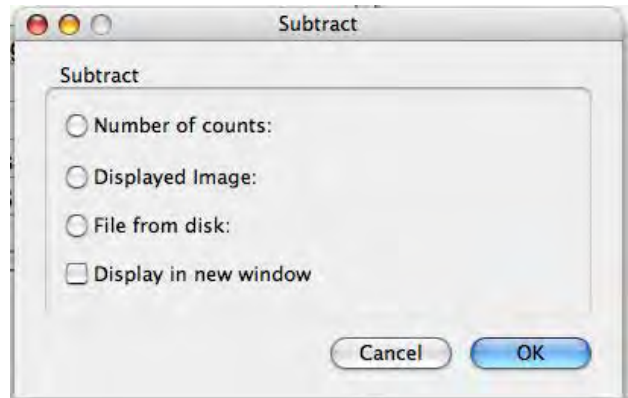 Subtract
Subtract
Number of counts:
Displayed Image:
File from disk:
Display in new window
Cancel OK